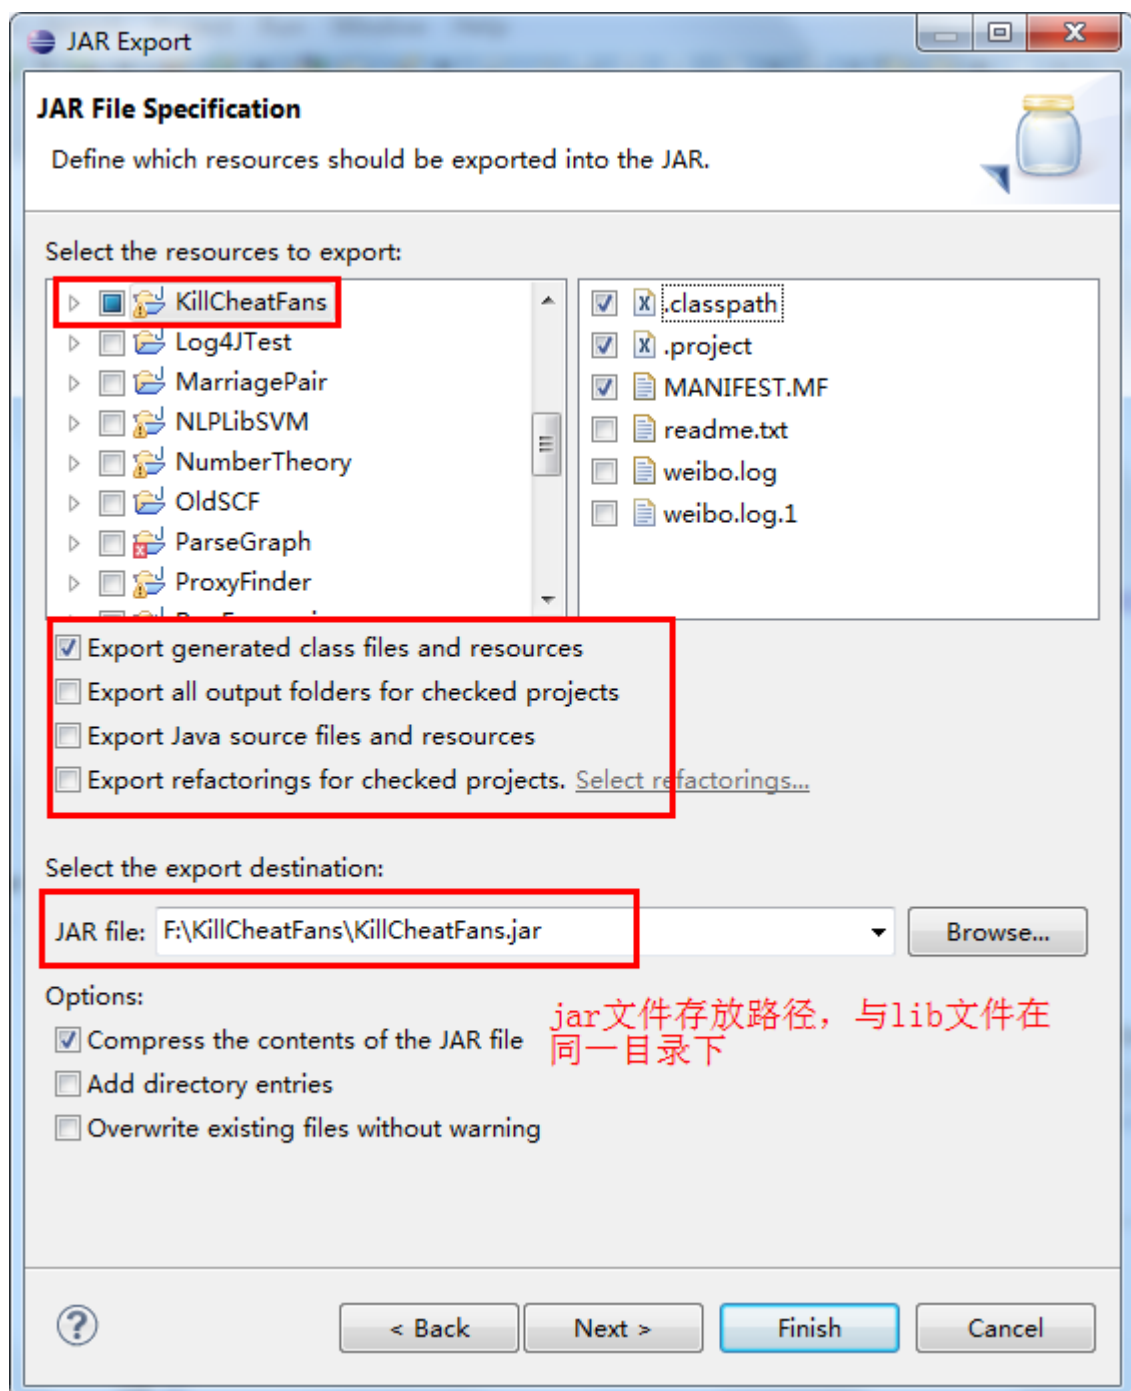 JAR Export
JAR File Specification
Define which resources should be exported into the JAR.
Select the resources to export:
KillCheatFans
Log4JTest
MarriagePair
NLPLibSVM
NumberTheory
OldSCF
ParseGraph
ProxyFinder
.classpath
.project
MANIFEST.MF
readme.txt
weibo.log
weibo.log.1
Export generated class files and resources
Export all output folders for checked projects
Export Java source files and resources
Export refactorings for checked projects. Select refactorings...
Select the export destination:
JAR file: F:\KillCheatFans\KillCheatFans.jar Browse...
Options:
jar文件存放路径，与lib文件在
同一目录下
Compress the contents of the JAR file
Add directory entries
Overwrite existing files without warning
? < Back Next > Finish Cancel